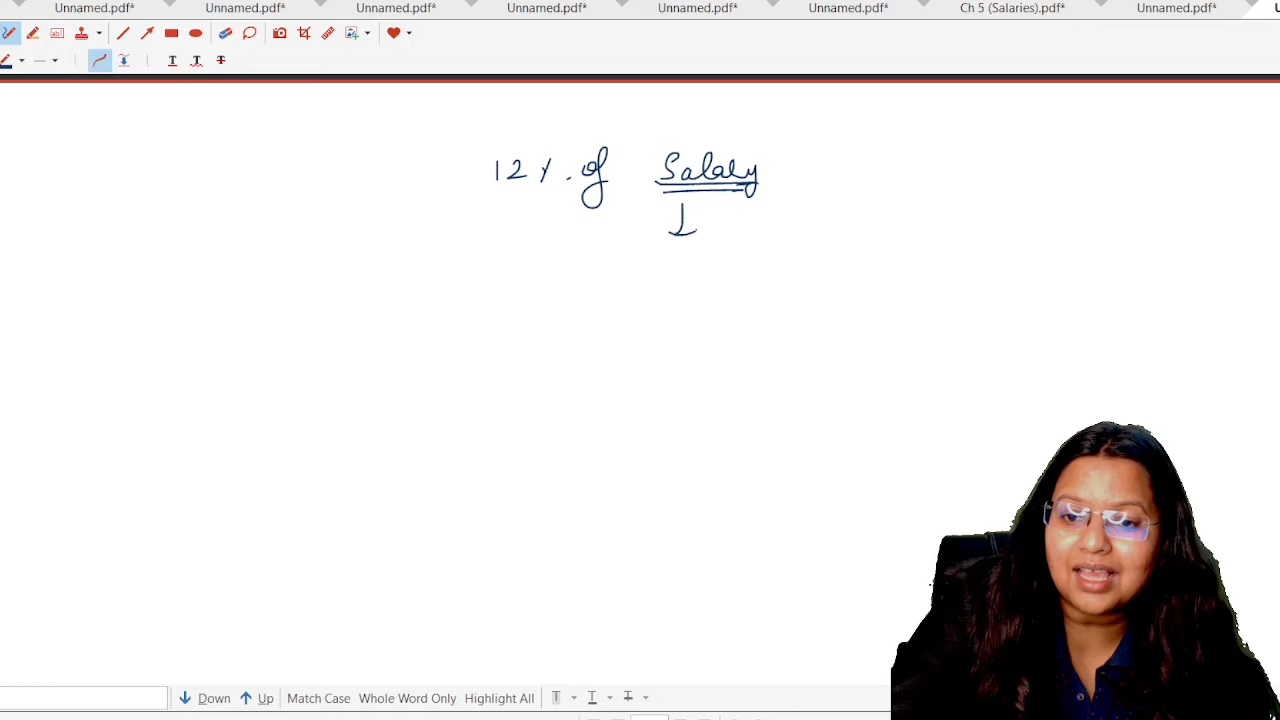 Unnamed.pdf* Unnamed.pdf* Unnamed.pdf* Unnamed.pdf* Unnamed.pdf* Unnamed.pdf* Ch 5 (Salaries).pdf* Unnamed.pdf* U
12 %. of Salary
Down Up Match Case Whole Word Only Highlight All T T T